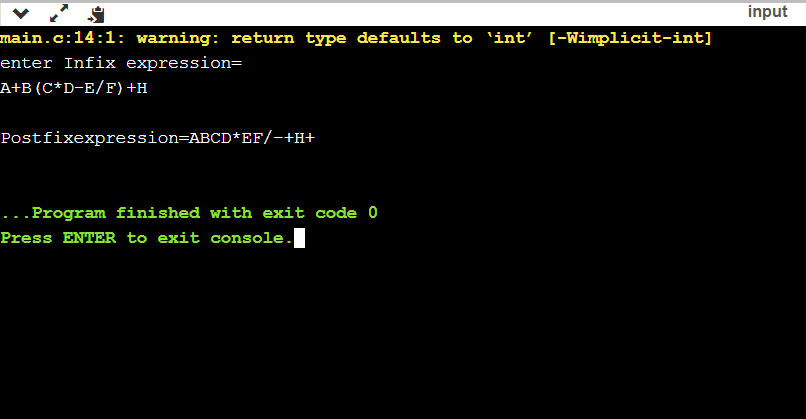 input
main.c:14:1: warning: return type defaults to ‘int’ [-Wimplicit-int]
enter Infix expression=
A+B(C*D-E/F)+H
Postfixexpression=ABCD*EF/-+H+
...Program finished with exit code 0
Press ENTER to exit console.